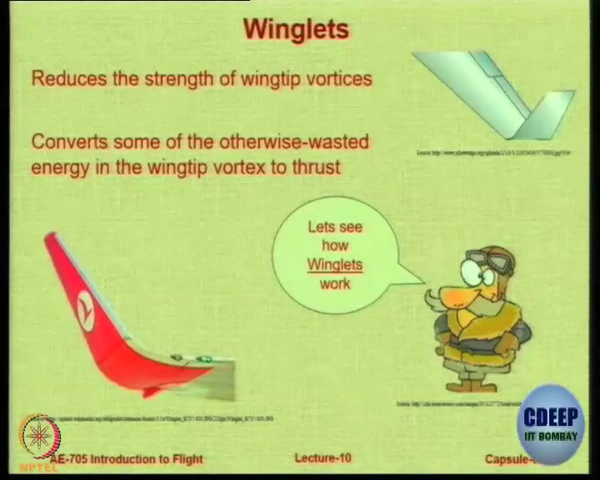 Winglets
Reduces the strength of wingtip vortices
Converts some of the otherwise-wasted
energy in the wingtip vortex to thrust
Lets see
how
Winglets
work
CDEEP
IIT BOMBAY
NPTEL
AE-705 Introduction to Flight
Lecture-10